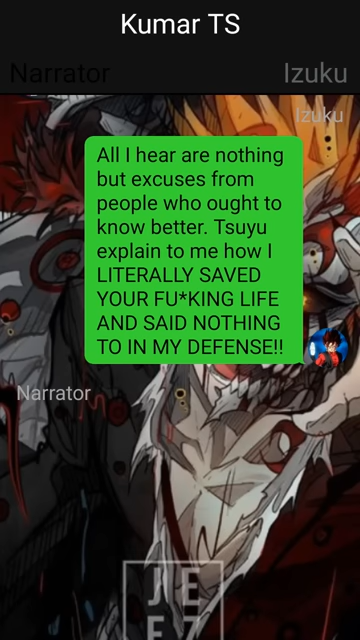 Kumar TS
Narrator
Izuku
Izuku
All I hear are nothing
but excuses from
people who ought to
know better. Tsuyu
explain to me how I
LITERALLY SAVED
YOUR FU*KING LIFE
AND SAID NOTHING
TO IN MY DEFENSE!!
Narrator
JE